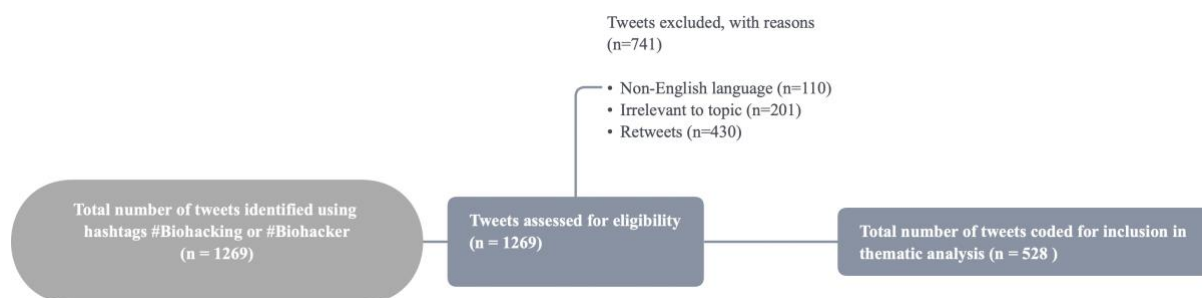 Tweets excluded, with reasons
(n=741)
• Non-English language (n=110)
• Irrelevant to topic (n=201)
• Retweets (n=430)
Total number of tweets identified using
hashtags #Biohacking or #Biohacker
(n = 1269)
Tweets assessed for eligibility
(n = 1269)
Total number of tweets coded for inclusion in
thematic analysis (n = 528 )